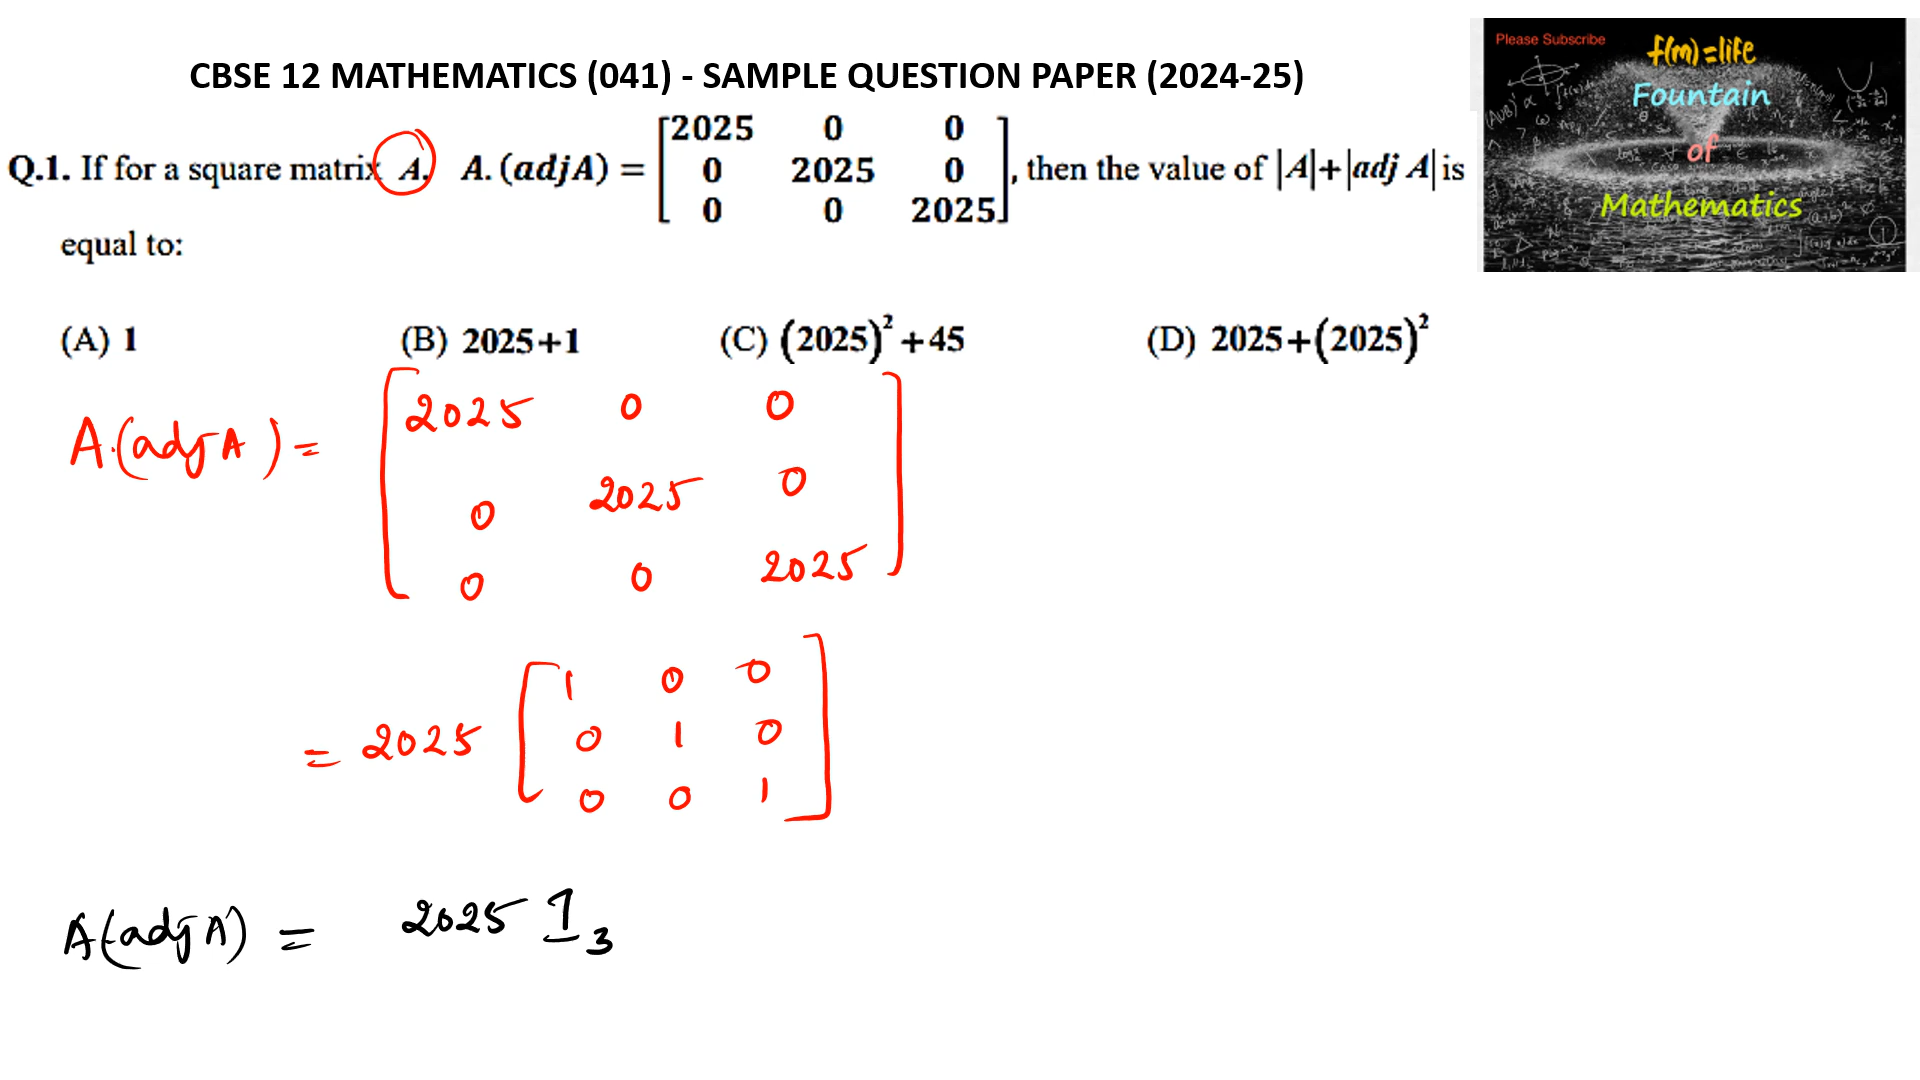 CBSE 12 MATHEMATICS (041) - SAMPLE QUESTION PAPER (2024-25)
Please Subscribe
f(m)=life
Fountain
of
Mathematics
Q.1. If for a square matrix A, A.(adjA) = [2025 0 0
0 2025 0
0 0 2025], then the value of |A|+|adj A| is
equal to:
(A) 1 (B) 2025+1 (C) (2025)²+45 (D) 2025+(2025)²
A.(adjA) = [2025 0 0
0 2025 0
0 0 2025]
= 2025 [1 0 0
0 1 0
0 0 1]
A(adjA) = 2025 I₃